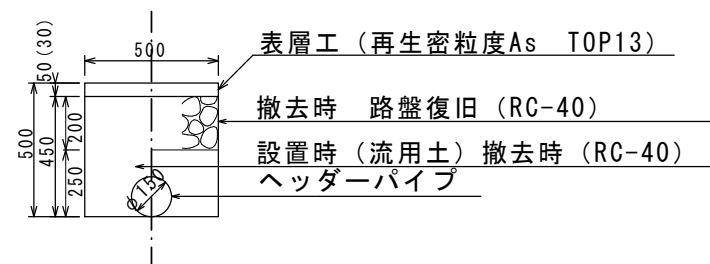 500
表層工（再生密粒度As　TOP13）
50(30)
撤去時　路盤復旧（RC-40）
500
450
200
250
設置時（流用土）撤去時（RC-40）
ヘッダーパイプ
φ150